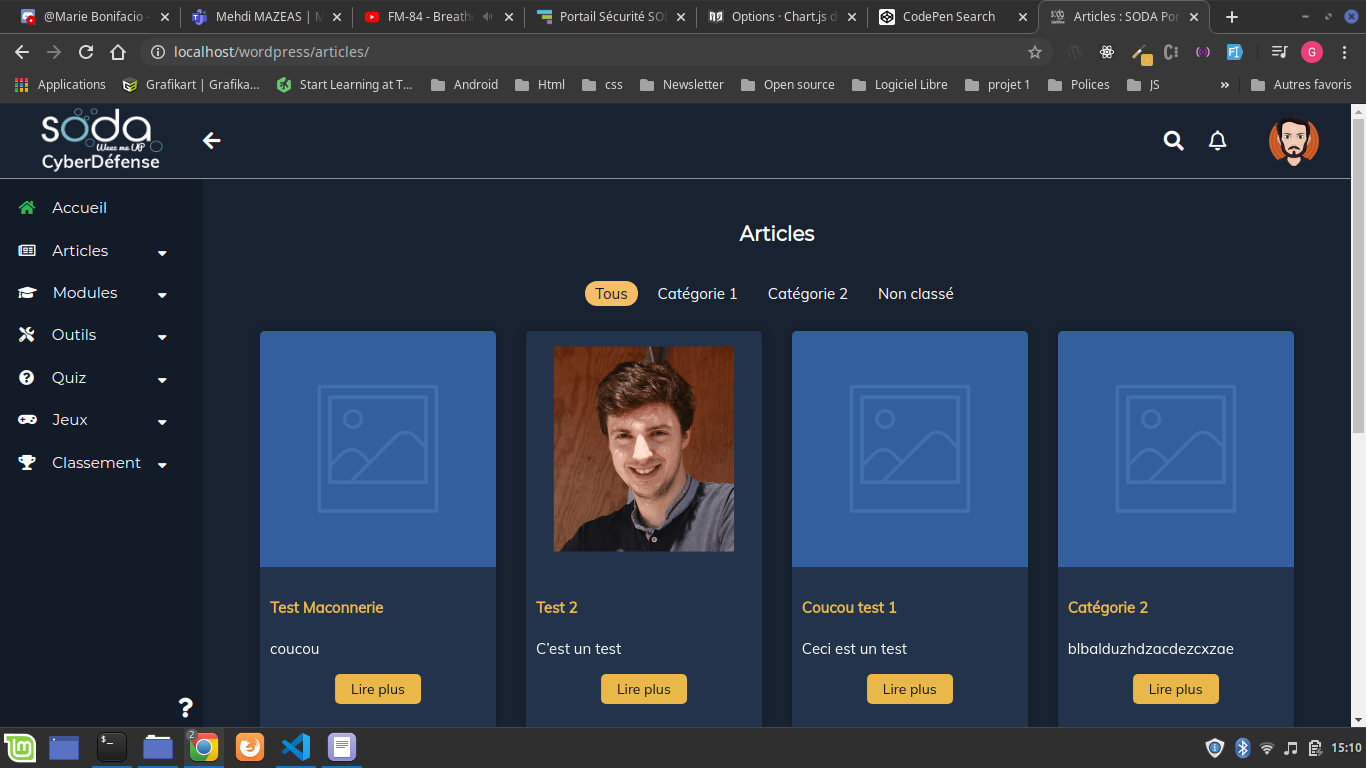 @Marie Bonifacio -
Mehdi MAZEAS | M
FM-84 - Breath
Portail Sécurité SOD
Options · Chart.js d
CodePen Search
Articles : SODA Por
localhost/wordpress/articles/
G
Applications
Grafikart | Grafika...
Start Learning at T...
Android
Html
css
Newsletter
Open source
Logiciel Libre
projet 1
Polices
JS
»
Autres favoris
soda
Weez me UP
CyberDéfense
Accueil
Articles
Modules
Outils
Quiz
Jeux
Classement
?
Articles
Tous
Catégorie 1
Catégorie 2
Non classé
Test Maconnerie
coucou
Lire plus
Test 2
C'est un test
Lire plus
Coucou test 1
Ceci est un test
Lire plus
Catégorie 2
blbalduzhdzacdezcxzae
Lire plus
$_
2
15:10